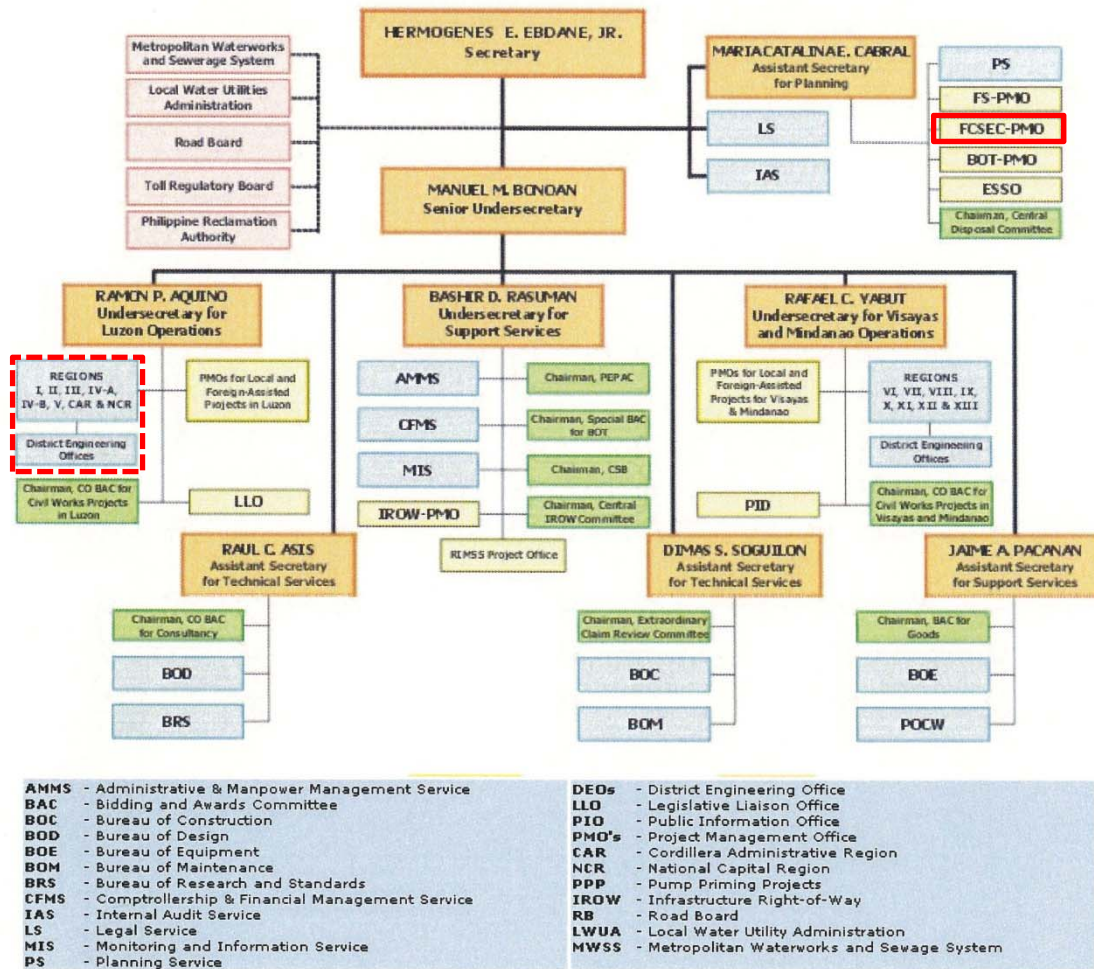 HERMOGENES E. EBDANE, JR.
Secretary
Metropolitan Waterworks
and Sewerage System
Local Water Utilities
Administration
Road Board
Toll Regulatory Board
Philippine Reclamation
Authority
MARIA CATALINA E. CABRAL
Assistant Secretary
for Planning
LS
IAS
PS
FS-PMO
FCSEC-PMO
BOT-PMO
ESSO
Chairman, Central
Disposal Committee
MANUEL M. BONOAN
Senior Undersecretary
RAMON P. AQUINO
Undersecretary for
Luzon Operations
REGIONS
I, II, III, IV-A,
IV-B, V, CAR & NCR
District Engineering
Offices
PMOs for Local and
Foreign-Assisted
Projects in Luzon
Chairman, CO BAC for
Civil Works Projects
in Luzon
LLO
BASHIR D. RASUMAN
Undersecretary for
Support Services
AMMS
Chairman, PEPAC
CFMS
Chairman, Special BAC
for BOT
MIS
Chairman, CSB
IROW-PMO
Chairman, Central
IROW Committee
RIMSS Project Office
RAFAEL C. YABUT
Undersecretary for Visayas
and Mindanao Operations
PMOs for Local and
Foreign-Assisted
Projects for Visayas
& Mindanao
REGIONS
VI, VII, VIII, IX,
X, XI, XII & XIII
District Engineering
Offices
PID
Chairman, CO BAC for
Civil Works Projects in
Visayas and Mindanao
RAUL C. ASIS
Assistant Secretary
for Technical Services
Chairman, CO BAC
for Consultancy
BOD
BRS
DIMAS S. SOGUILON
Assistant Secretary
for Technical Services
Chairman, Extraordinary
Claim Review Committee
BOC
BOM
JAIME A. PACANAN
Assistant Secretary
for Support Services
Chairman, BAC for
Goods
BOE
POCW
AMMS - Administrative & Manpower Management Service
BAC - Bidding and Awards Committee
BOC - Bureau of Construction
BOD - Bureau of Design
BOE - Bureau of Equipment
BOM - Bureau of Maintenance
BRS - Bureau of Research and Standards
CFMS - Comptrollership & Financial Management Service
IAS - Internal Audit Service
LS - Legal Service
MIS - Monitoring and Information Service
PS - Planning Service
DEOs - District Engineering Office
LLO - Legislative Liaison Office
PIO - Public Information Office
PMO's - Project Management Office
CAR - Cordillera Administrative Region
NCR - National Capital Region
PPP - Pump Priming Projects
IROW - Infrastructure Right-of-Way
RB - Road Board
LWUA - Local Water Utility Administration
MWSS - Metropolitan Waterworks and Sewage System